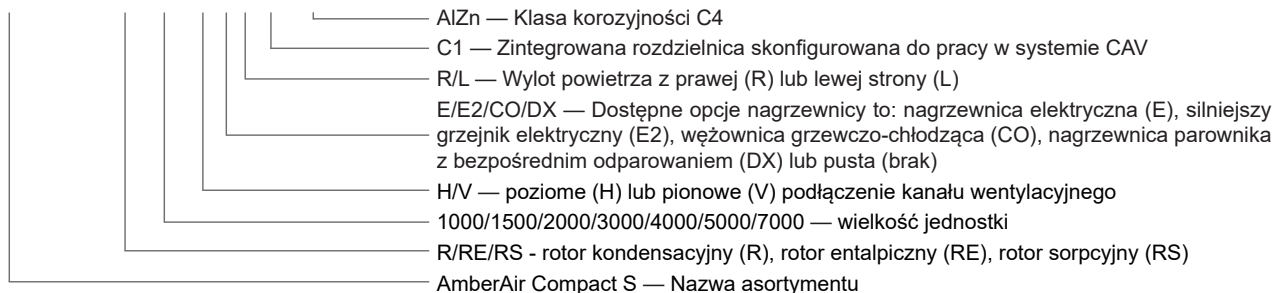 AlZn — Klasa korozyjności C4
C1 — Zintegrowana rozdzielnica skonfigurowana do pracy w systemie CAV
R/L — Wylot powietrza z prawej (R) lub lewej strony (L)
E/E2/CO/DX — Dostępne opcje nagrzewnicy to: nagrzewnica elektryczna (E), silniejszy
grzejnik elektryczny (E2), wężownica grzewczo-chłodząca (CO), nagrzewnica parownika
z bezpośrednim odparowaniem (DX) lub pusta (brak)
H/V — poziome (H) lub pionowe (V) podłączenie kanału wentylacyjnego
1000/1500/2000/3000/4000/5000/7000 — wielkość jednostki
R/RE/RS - rotor kondensacyjny (R), rotor entalpiczny (RE), rotor sorpcyjny (RS)
AmberAir Compact S — Nazwa asortymentu